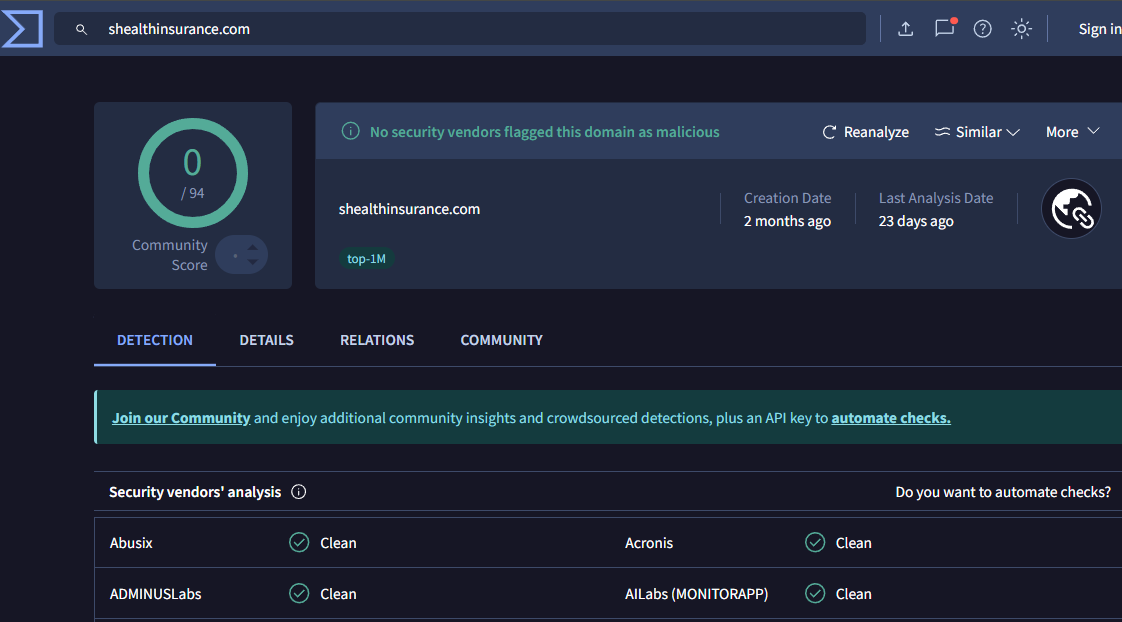 shealthinsurance.com
Sign in
0
/ 94
Community
Score
No security vendors flagged this domain as malicious
Reanalyze
Similar
More
shealthinsurance.com
top-1M
Creation Date
2 months ago
Last Analysis Date
23 days ago
DETECTION
DETAILS
RELATIONS
COMMUNITY
Join our Community and enjoy additional community insights and crowdsourced detections, plus an API key to automate checks.
Security vendors' analysis
Do you want to automate checks?
Abusix
Clean
Acronis
Clean
ADMINUSLabs
Clean
AILabs (MONITORAPP)
Clean